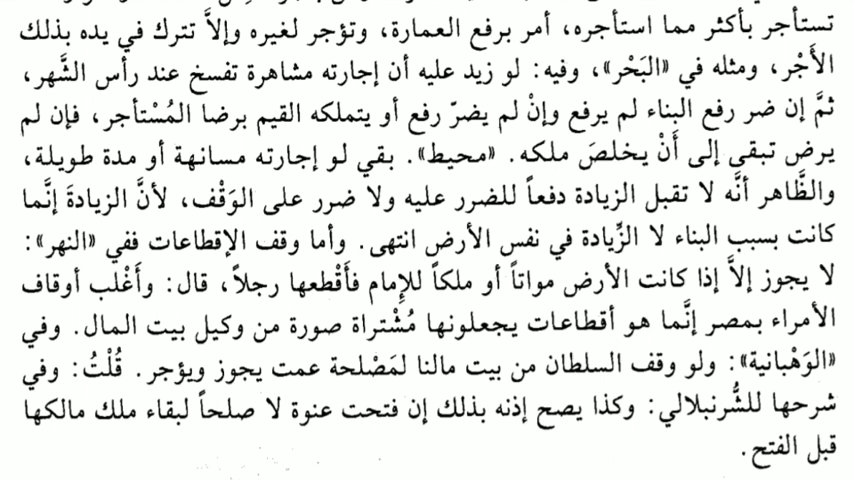 تستأجر بأكثر مما استأجره، أمر برفع العمارة، وتؤجر لغيره وإلاَّ تترك في يده بذلك
الأَجْر، ومثله في «البَحْر»، وفيه: لو زيد عليه أن إجارته مشاهرة تفسخ عند رأس الشَّهر،
ثمَّ إن ضر رفع البناء لم يرفع وإنْ لم يضرّ رفع أو يتملكه القيم برضا المُسْتأجر، فإن لم
يرض تبقى إلى أَنْ يخلصَ ملكه. «محيط». بقي لو إجارته مسانهة أو مدة طويلة،
والظَّاهر أنَّه لا تقبل الزيادة دفعاً للضرر عليه ولا ضرر على الوَقْف، لأنَّ الزيادةَ إنَّما
كانت بسبب البناء لا الزِّيادة في نفس الأرض انتهى. وأما وقف الإقطاعات ففي «النهر»:
لا يجوز إلاَّ إذا كانت الأرض مواتاً أو ملكاً للإِمام فأَقْطعها رجلاً، قال: وأَغْلب أوقاف
الأمراء بمصر إنَّما هو أقطاعات يجعلونها مُشْتراة صورة من وكيل بيت المال. وفي
«الوَهْبانية»: ولو وقف السلطان من بيت مالنا لمَصْلحة عمت يجوز ويؤجر. قُلْتُ: وفي
شرحها للشُّرنبلالي: وكذا يصح إذنه بذلك إن فتحت عنوة لا صلحاً لبقاء ملك مالكها
قبل الفتح.